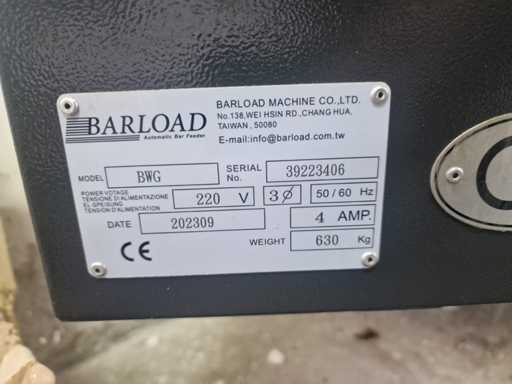 BARLOAD
Automatic Bar Feeder
BARLOAD MACHINE CO.,LTD.
No.138,WEI HSIN RD.,CHANG HUA,
TAIWAN , 50080
E-mail:info@barload.com.tw
MODEL BWG SERIAL No. 39223406
POWER VOTAGE
TENSIONE DI ALIMENTAZIONE
EL.GPEISUNG
TENSION D'ALIMENTATION
220 V 3Ø 50/60 Hz
DATE 202309 4 AMP.
WEIGHT 630 Kg
CE